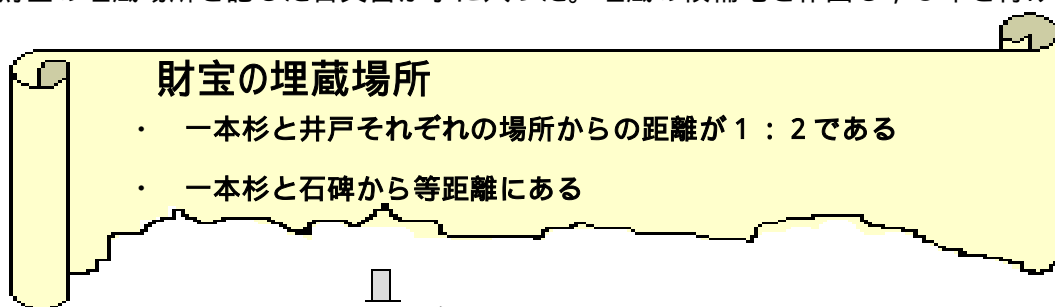 財宝の埋蔵場所
・ 一本杉と井戸それぞれの場所からの距離が1：2である
・ 一本杉と石碑から等距離にある